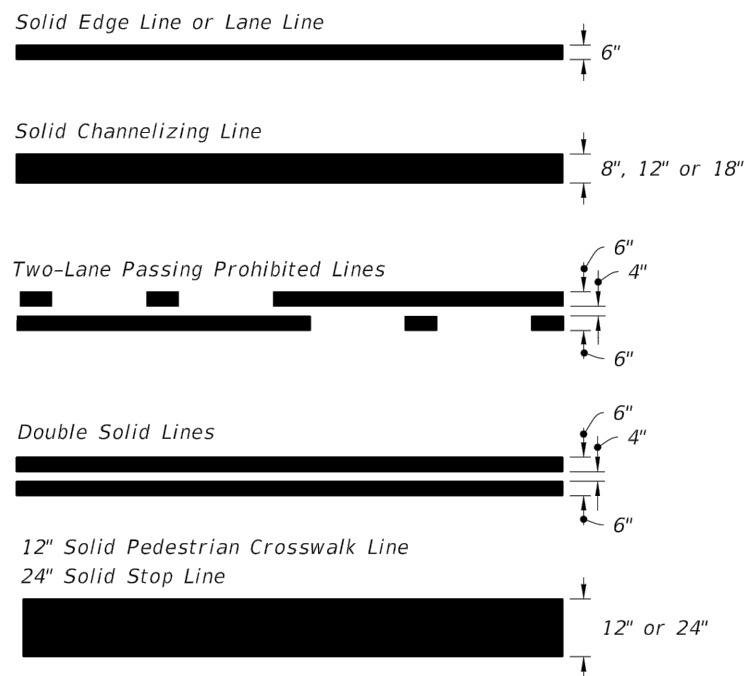 Solid Edge Line or Lane Line
6"
Solid Channelizing Line
8", 12" or 18"
Two-Lane Passing Prohibited Lines
6"
4"
6"
Double Solid Lines
6"
4"
6"
12" Solid Pedestrian Crosswalk Line
24" Solid Stop Line
12" or 24"